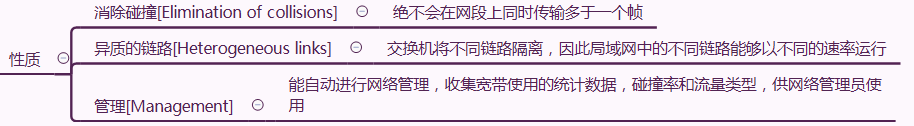 性质
消除碰撞[Elimination of collisions]
绝不会在网段上同时传输多于一个帧
异质的链路[Heterogeneous links]
交换机将不同链路隔离，因此局域网中的不同链路能够以不同的速率运行
管理[Management]
能自动进行网络管理，收集宽带使用的统计数据，碰撞率和流量类型，供网络管理员使
用